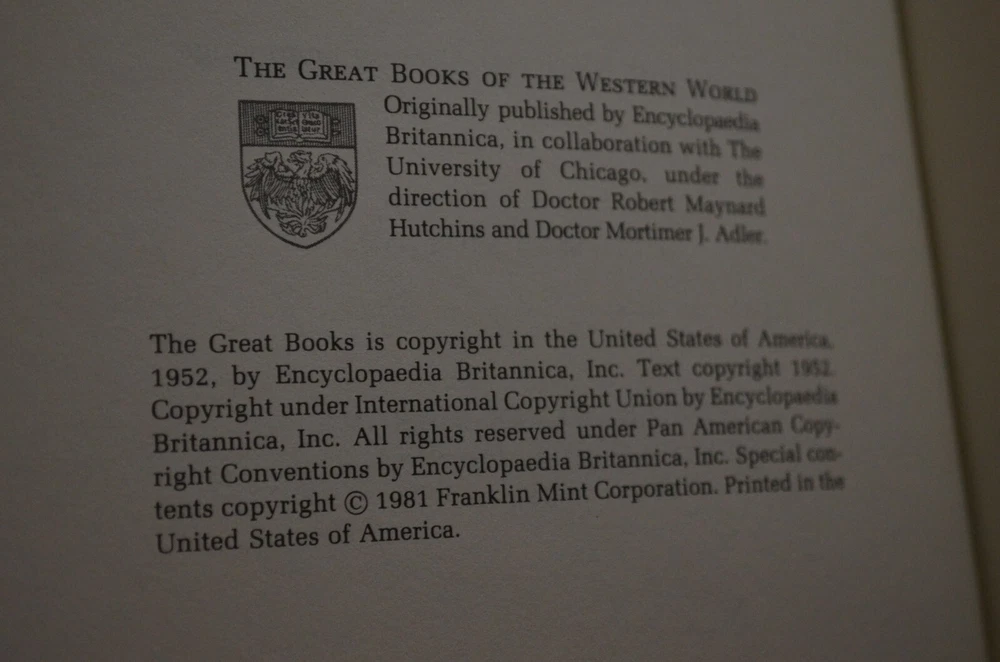 THE GREAT BOOKS OF THE WESTERN WORLD
Originally published by Encyclopaedia
Britannica, in collaboration with The
University of Chicago, under the
direction of Doctor Robert Maynard
Hutchins and Doctor Mortimer J. Adler.
The Great Books is copyright in the United States of America,
1952, by Encyclopaedia Britannica, Inc. Text copyright 1952.
Copyright under International Copyright Union by Encyclopaedia
Britannica, Inc. All rights reserved under Pan American Copy-
right Conventions by Encyclopaedia Britannica, Inc. Special con-
tents copyright © 1981 Franklin Mint Corporation. Printed in the
United States of America.